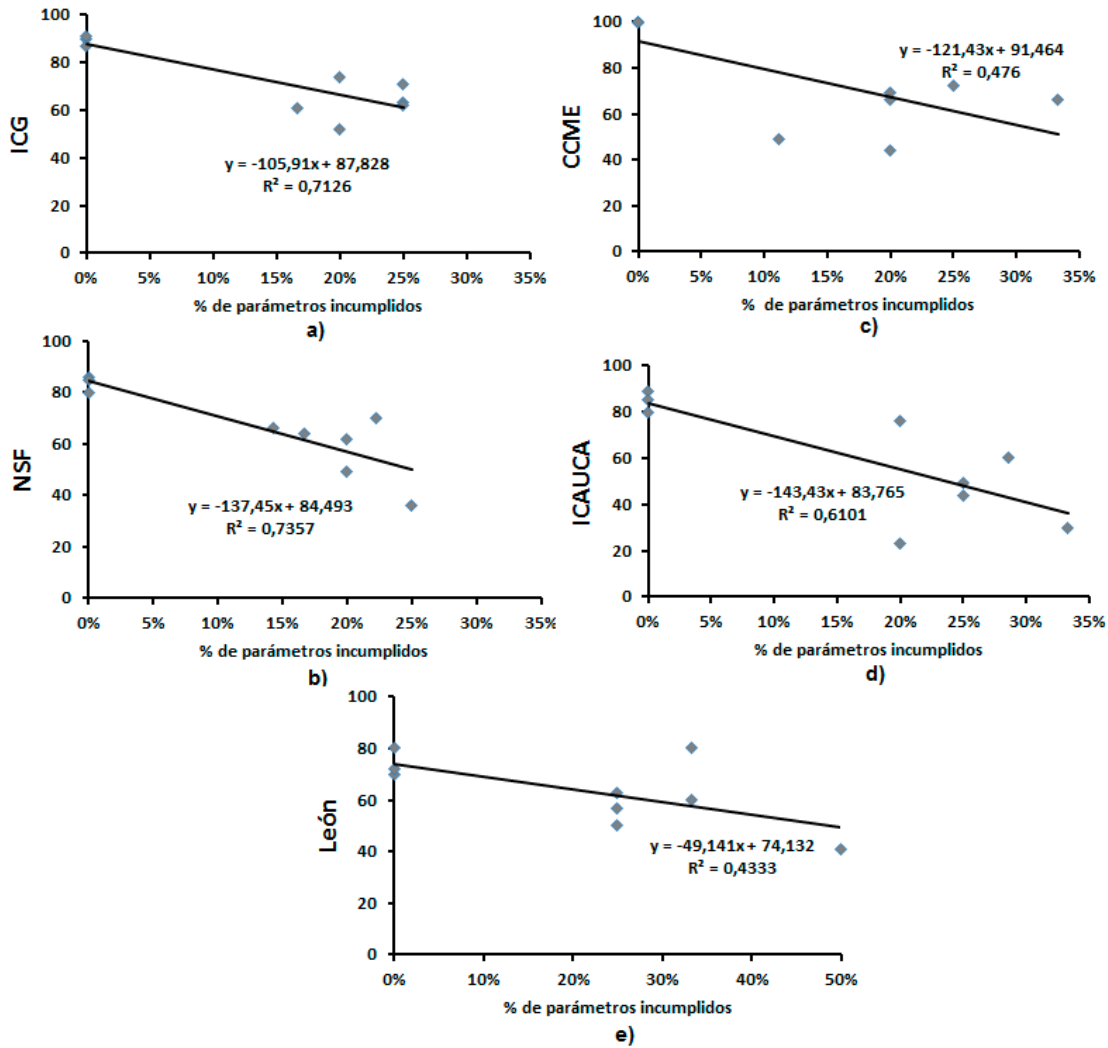 100
80
60
40
20
0
ICG
y = -105,91x + 87,828
R² = 0,7126
0% 5% 10% 15% 20% 25% 30% 35%
% de parámetros incumplidos
a)
100
80
60
40
20
0
CCME
y = -121,43x + 91,464
R² = 0,476
0% 5% 10% 15% 20% 25% 30% 35%
% de parámetros incumplidos
c)
100
80
60
40
20
0
NSF
y = -137,45x + 84,493
R² = 0,7357
0% 5% 10% 15% 20% 25% 30% 35%
% de parámetros incumplidos
b)
100
80
60
40
20
0
ICAUCA
y = -143,43x + 83,765
R² = 0,6101
0% 5% 10% 15% 20% 25% 30% 35%
% de parámetros incumplidos
d)
100
80
60
40
20
0
León
y = -49,141x + 74,132
R² = 0,4333
0% 10% 20% 30% 40% 50%
% de parámetros incumplidos
e)